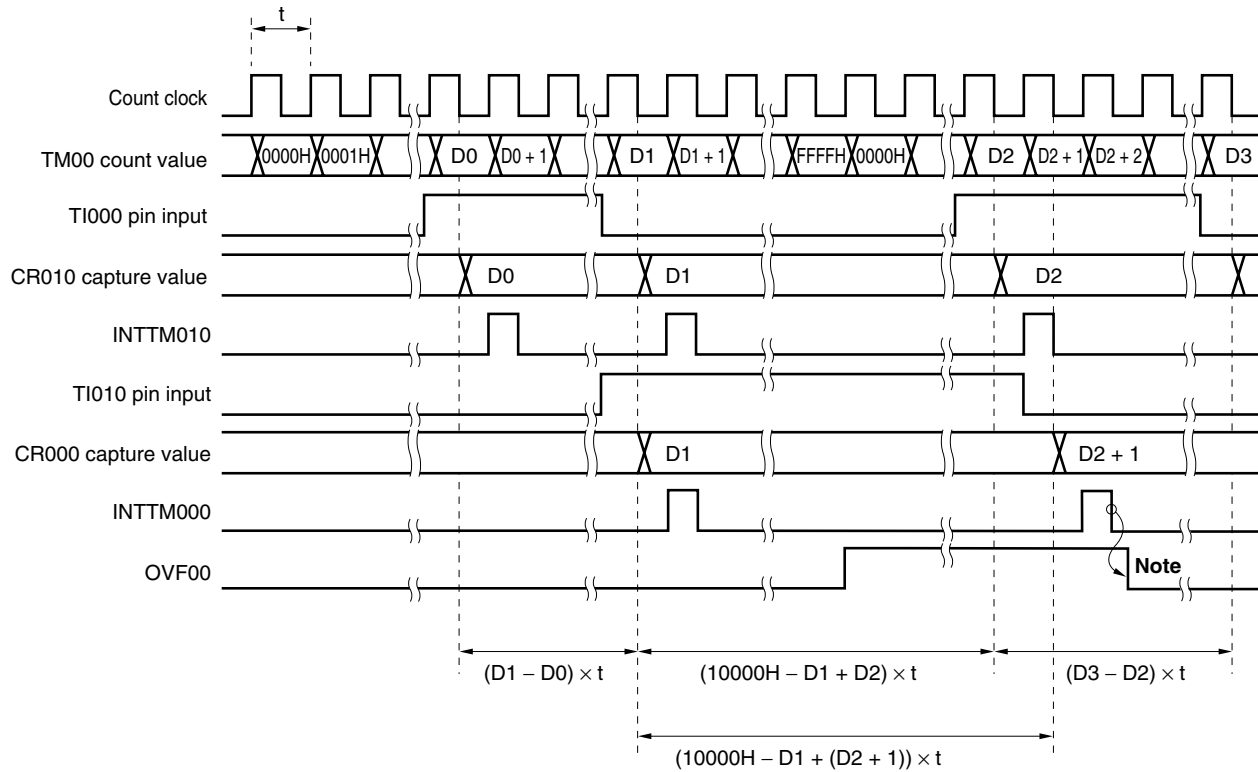 t
Count clock
TM00 count value
0000H 0001H D0 D0 + 1 D1 D1 + 1 FFFFH 0000H D2 D2 + 1 D2 + 2 D3
TI000 pin input
CR010 capture value
D0 D1 D2
INTTM010
TI010 pin input
CR000 capture value
D1 D2 + 1
INTTM000
OVF00
Note
(D1 – D0) × t (10000H – D1 + D2) × t (D3 – D2) × t
(10000H – D1 + (D2 + 1)) × t